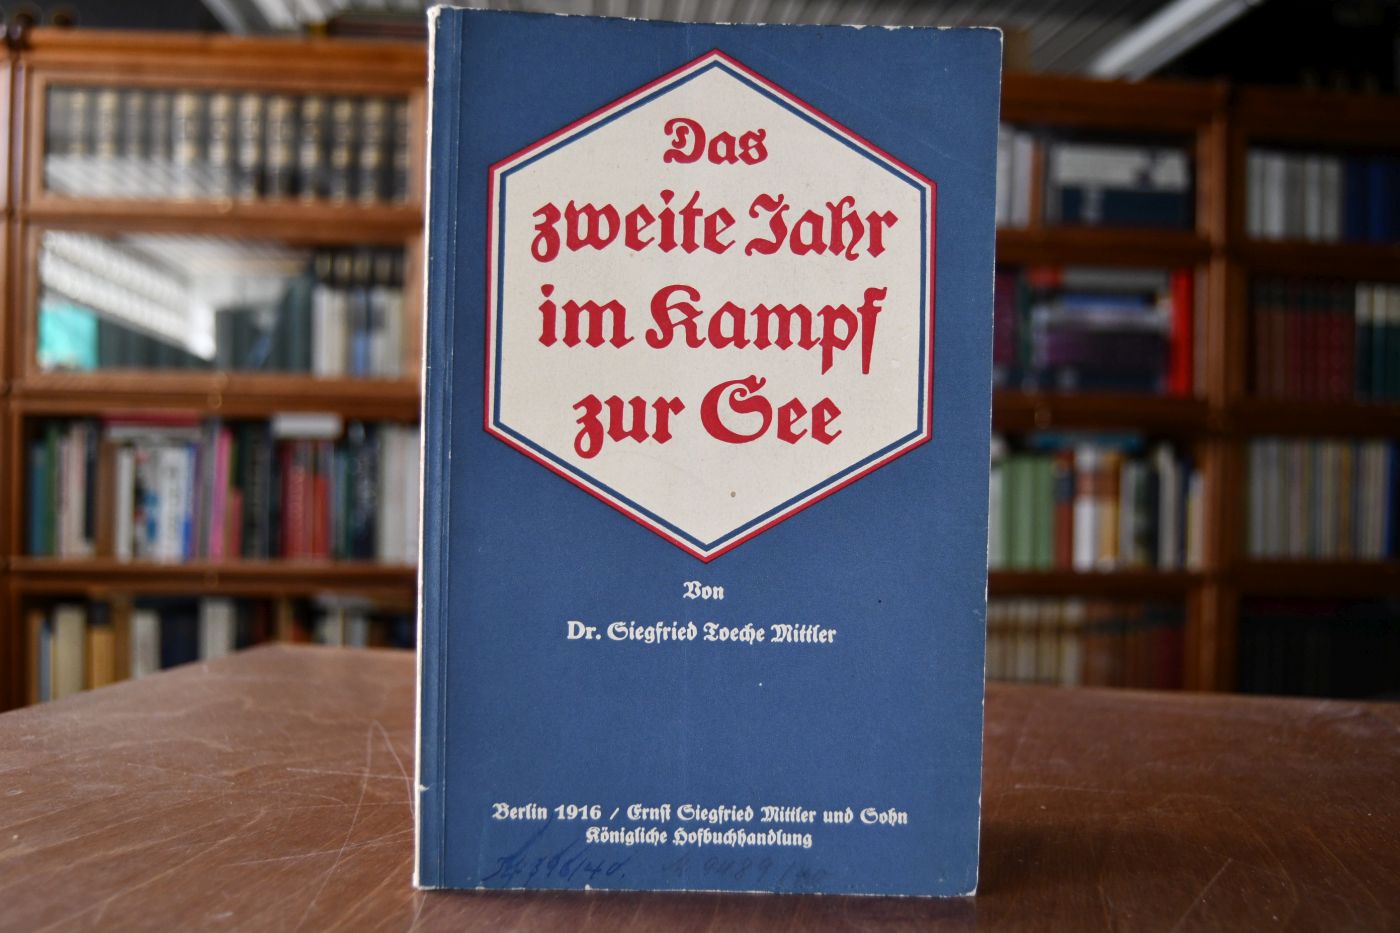 Das
zweite Jahr
im Kampf
zur See
Von
Dr. Siegfried Toeche Mittler
Berlin 1916 / Ernst Siegfried Mittler und Sohn
Königliche Hofbuchhandlung